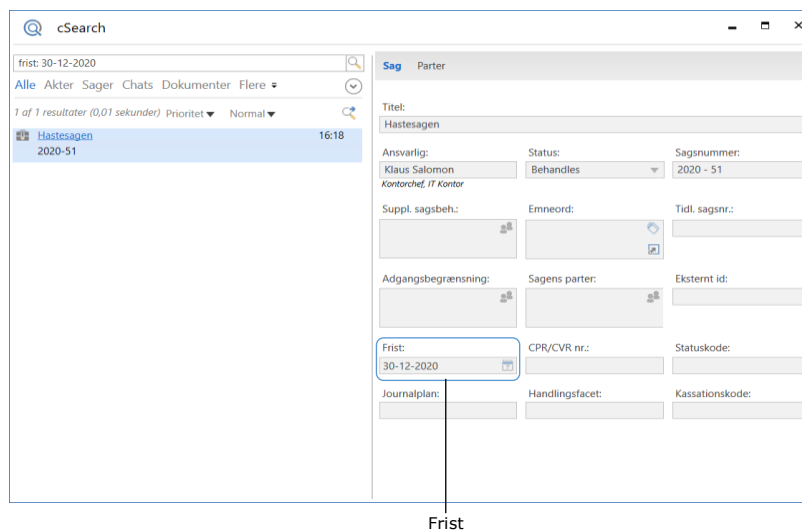 cSearch
frist: 30-12-2020
Alle Akter Sager Chats Dokumenter Flere
1 af 1 resultater (0,01 sekunder) Prioritet Normal
Hastesagen 16:18
2020-51
Sag Parter
Titel:
Hastesagen
Ansvarlig: Status: Sagsnummer:
Klaus Salomon Behandles 2020 - 51
Kontorchef, IT Kontor
Suppl. sagsbeh.: Emneord: Tidl. sagsnr.:
Adgangsbegrænsning: Sagens parter: Eksternt id:
Frist: CPR/CVR nr.: Statuskode:
30-12-2020
Journalplan: Handlingsfacet: Kassationskode:
Frist